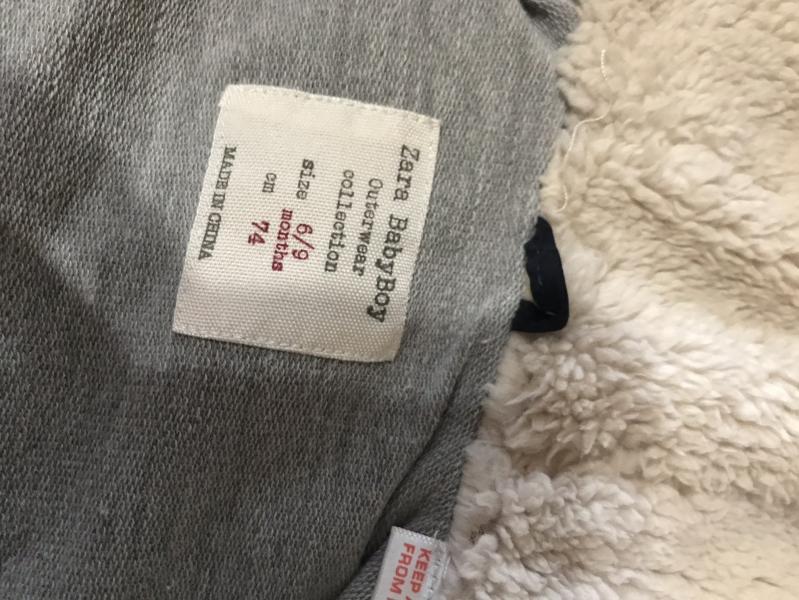 Zara BabyBoy
Outerwear
collection
size 6/9
months
cm 74
MADE IN CHINA
KEEP
FROM